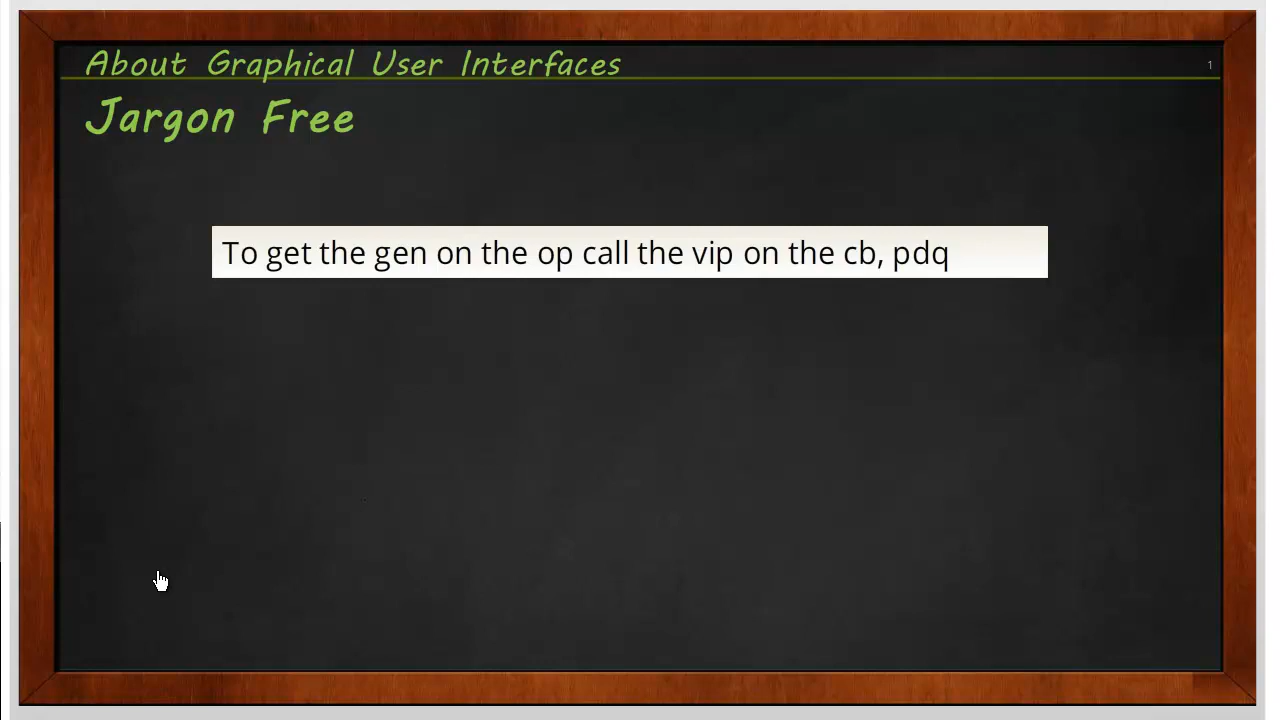 About Graphical User Interfaces
1
Jargon Free
To get the gen on the op call the vip on the cb, pdq